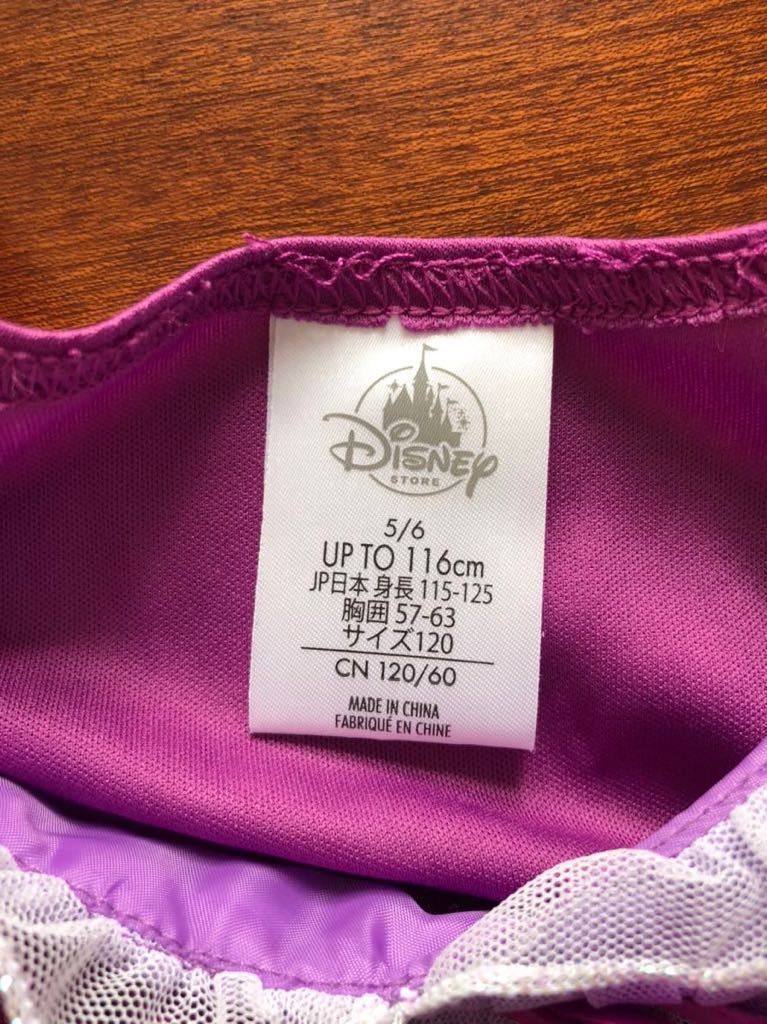 Disney
STORE
5/6
UP TO 116cm
JP日本 身長 115-125
胸囲 57-63
サイズ120
CN 120/60
MADE IN CHINA
FABRIQUÉ EN CHINE